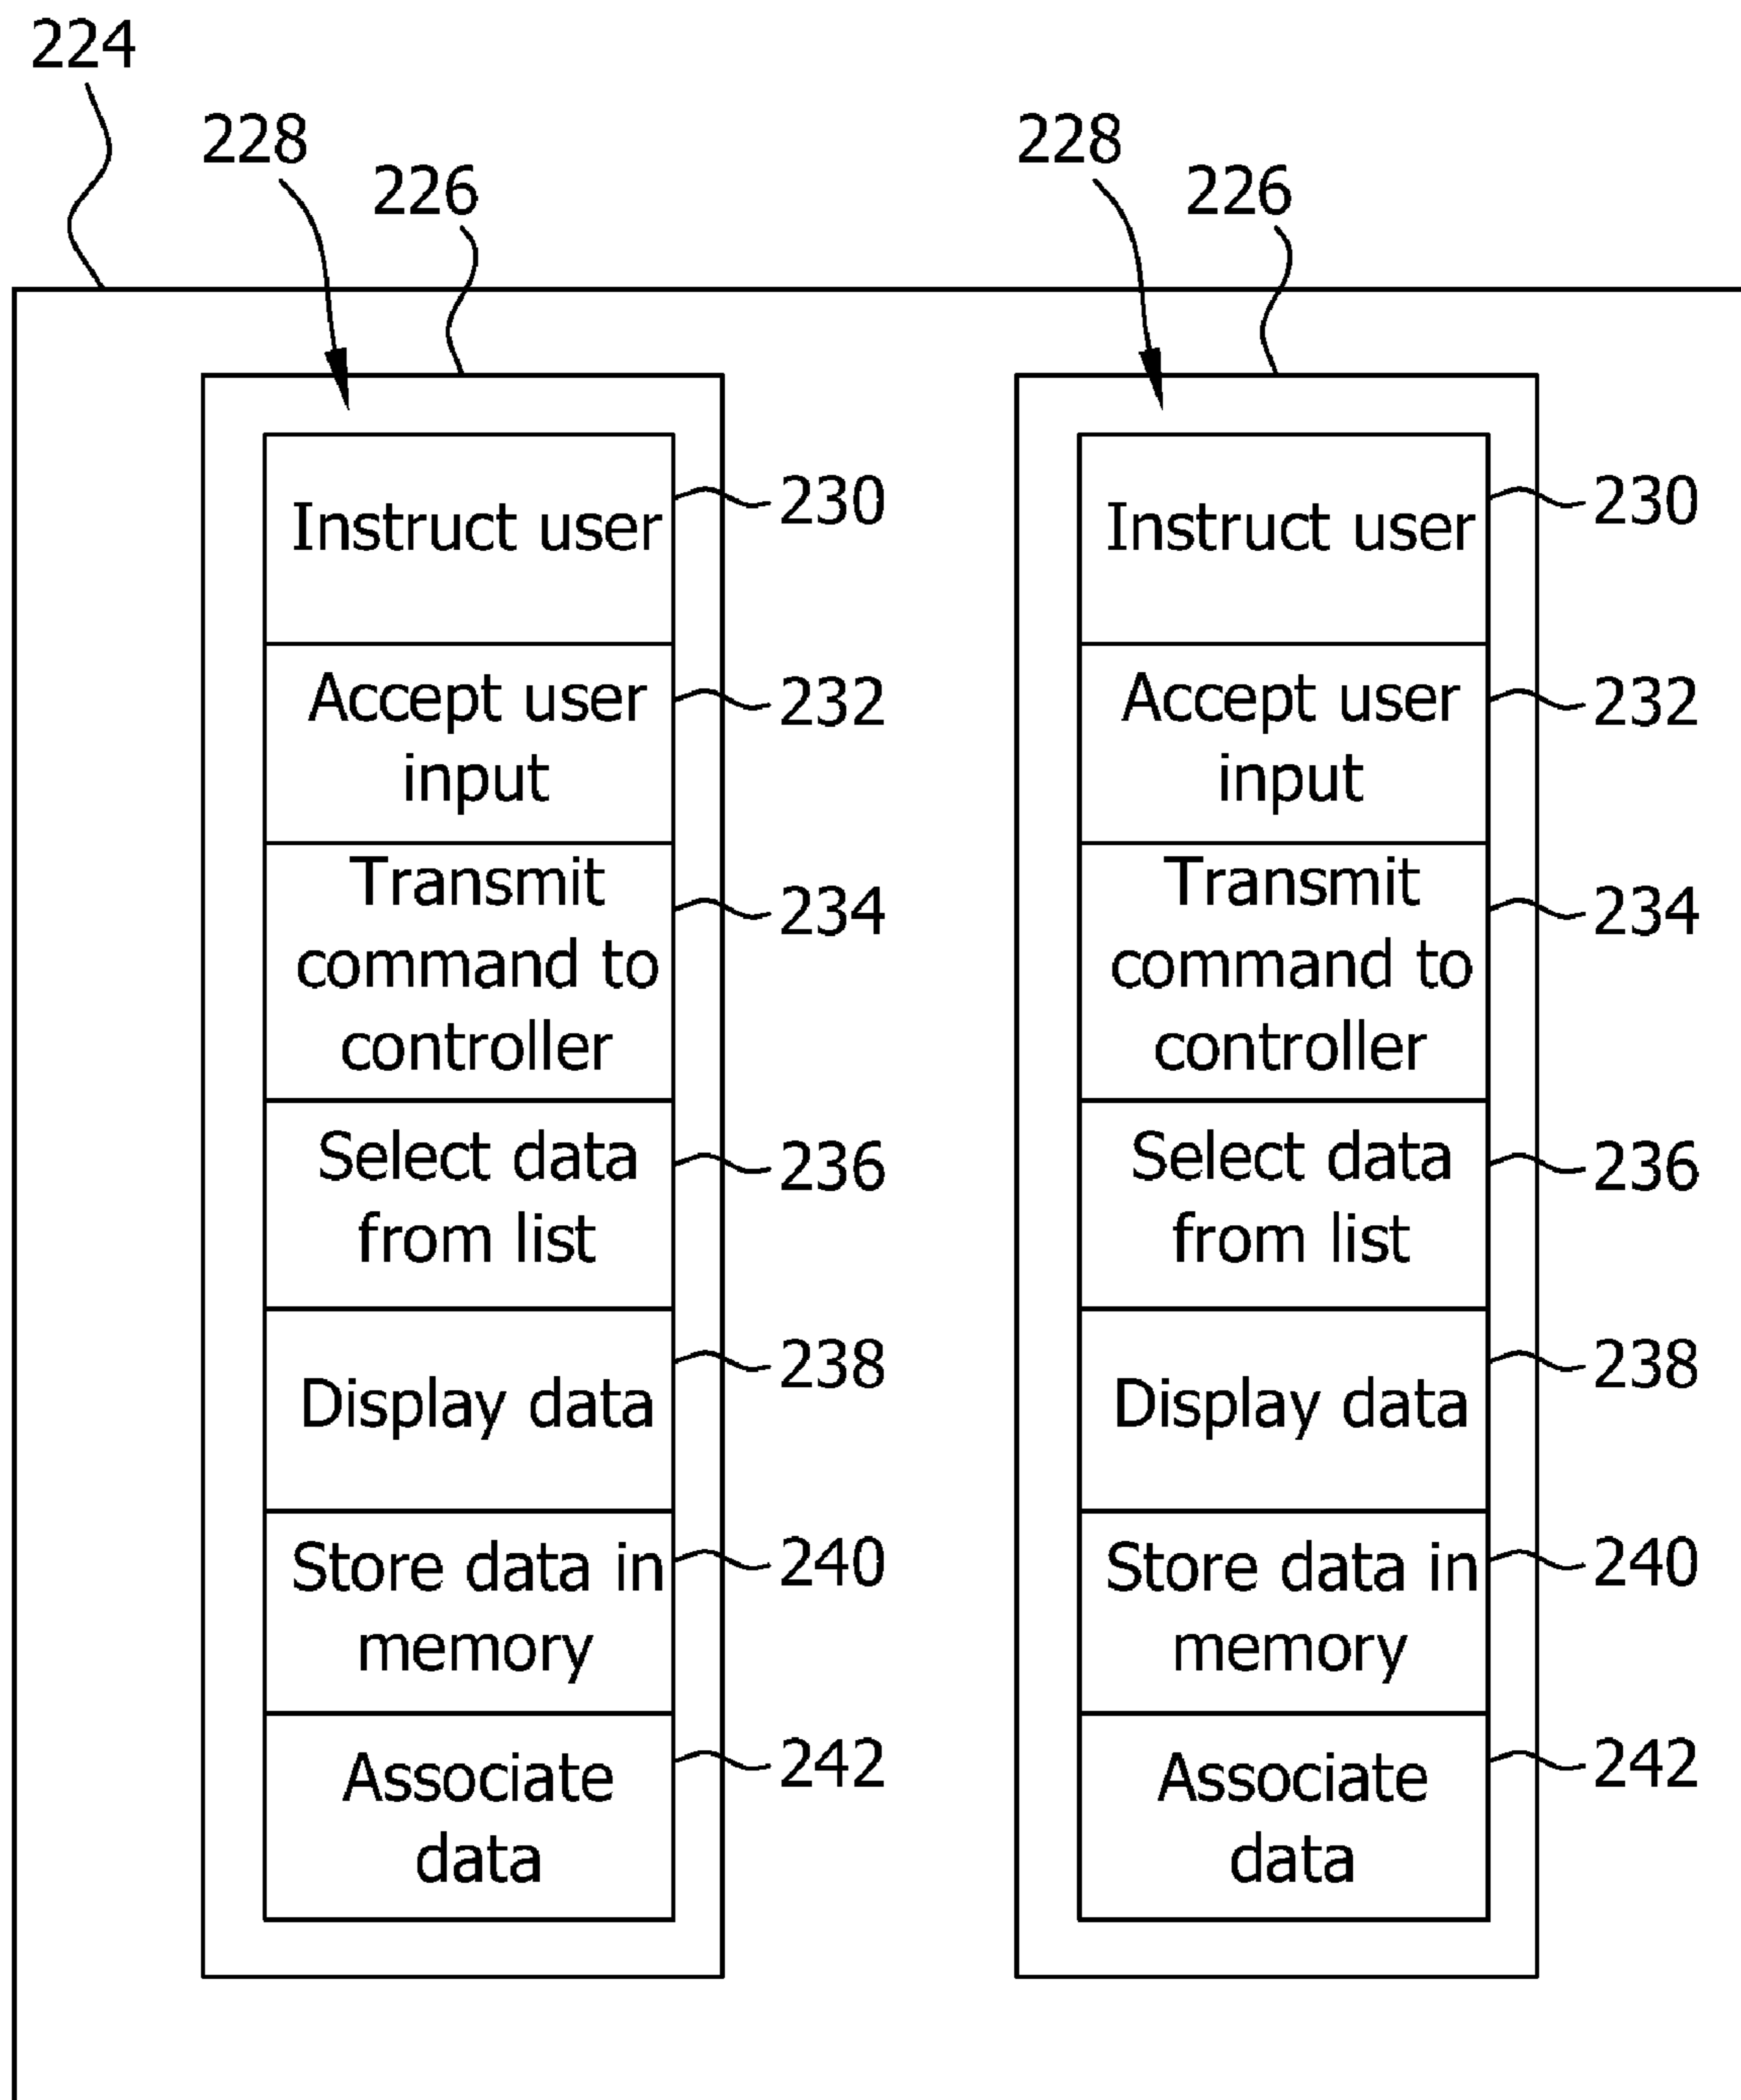 224
228
226
228
226
Instruct user
230
Accept user
input
232
Transmit
command to
controller
234
Select data
from list
236
Display data
238
Store data in
memory
240
Associate
data
242
Instruct user
230
Accept user
input
232
Transmit
command to
controller
234
Select data
from list
236
Display data
238
Store data in
memory
240
Associate
data
242